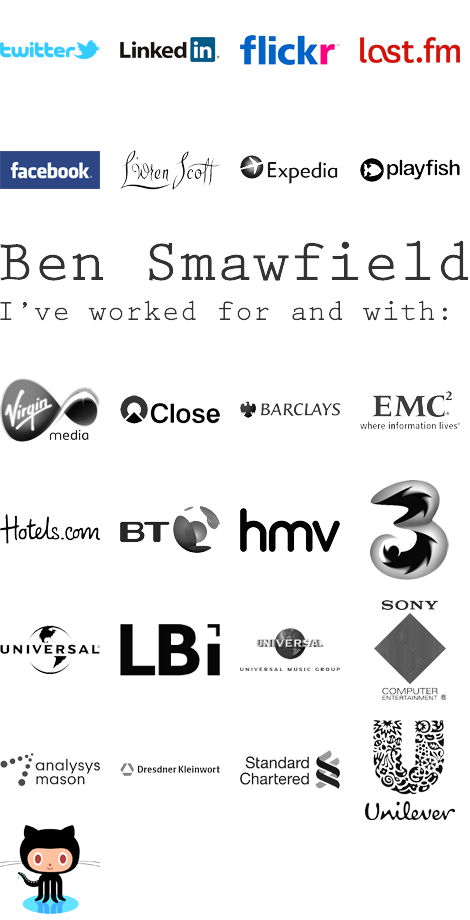 twitter
Linked in
flickr
last.fm
facebook
L'Wren Scott
Expedia
playfish
Ben Smawfield
I've worked for and with:
Virgin
media
Close
BARCLAYS
EMC²
where information lives®
Hotels.com
BT
hmv
3
UNIVERSAL
LBi
UNIVERSAL
UNIVERSAL MUSIC GROUP
SONY
COMPUTER
ENTERTAINMENT ®
analysys
mason
Dresdner Kleinwort
Standard
Chartered
U
Unilever